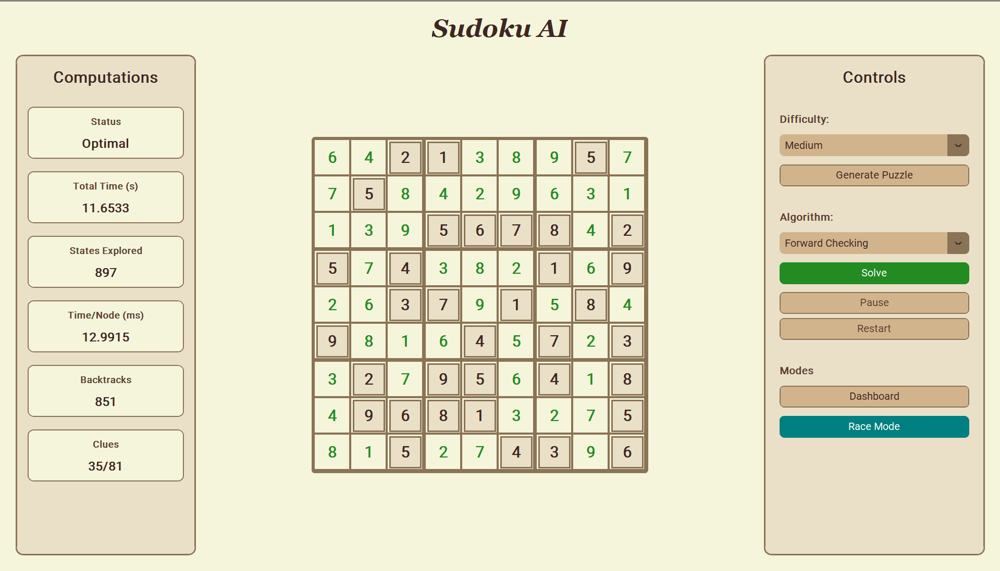 Sudoku AI
Computations
Status
Optimal
Total Time (s)
11.6533
States Explored
897
Time/Node (ms)
12.9915
Backtracks
851
Clues
35/81
6 4 2 1 3 8 9 5 7
7 5 8 4 2 9 6 3 1
1 3 9 5 6 7 8 4 2
5 7 4 3 8 2 1 6 9
2 6 3 7 9 1 5 8 4
9 8 1 6 4 5 7 2 3
3 2 7 9 5 6 4 1 8
4 9 6 8 1 3 2 7 5
8 1 5 2 7 4 3 9 6
Controls
Difficulty:
Medium
Generate Puzzle
Algorithm:
Forward Checking
Solve
Pause
Restart
Modes
Dashboard
Race Mode